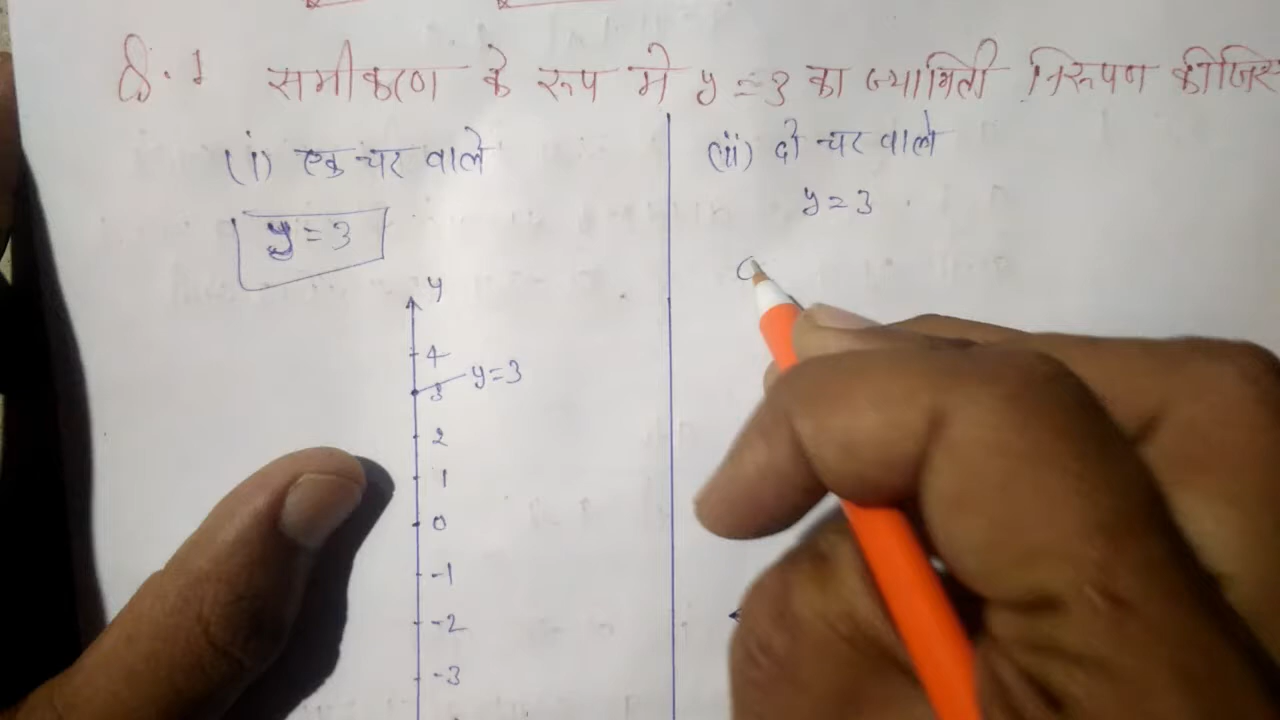 Q.1 समीकरण के रूप मे y = 3 का ज्यामिती निरूपण कीजिए
(i) एक चर वाले
y = 3
y
4
3
y = 3
2
1
0
-1
-2
-3
(ii) दो चर वाले
y = 3